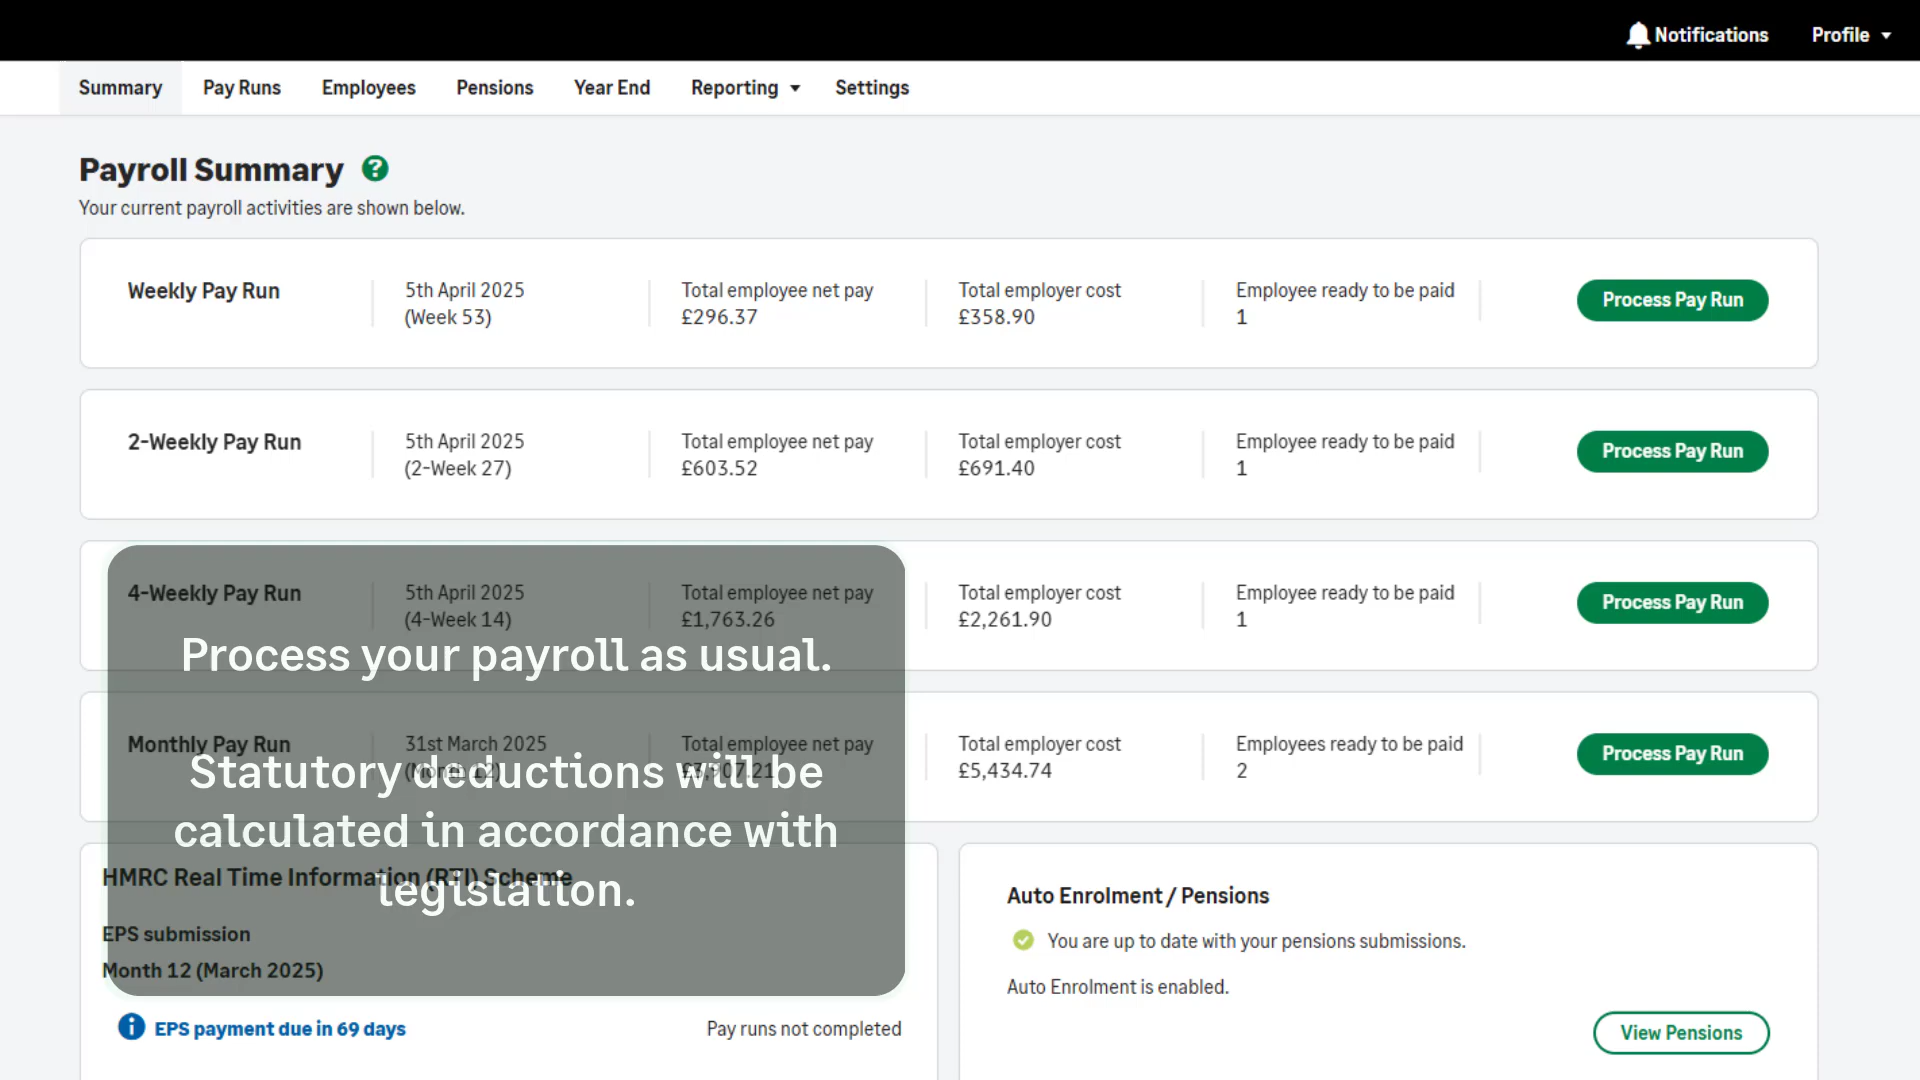 Notifications
Profile
Summary
Pay Runs
Employees
Pensions
Year End
Reporting
Settings
Payroll Summary ?
Your current payroll activities are shown below.
Weekly Pay Run
5th April 2025
(Week 53)
Total employee net pay
£296.37
Total employer cost
£358.90
Employee ready to be paid
1
Process Pay Run
2-Weekly Pay Run
5th April 2025
(2-Week 27)
Total employee net pay
£603.52
Total employer cost
£691.40
Employee ready to be paid
1
Process Pay Run
4-Weekly Pay Run
5th April 2025
(4-Week 14)
Total employee net pay
£1,763.26
Total employer cost
£2,261.90
Employee ready to be paid
1
Process Pay Run
Monthly Pay Run
31st March 2025
(Month 12)
Total employee net pay
£3,907.21
Total employer cost
£5,434.74
Employees ready to be paid
2
Process Pay Run
Process your payroll as usual.
Statutory deductions will be
calculated in accordance with
legislation.
HMRC Real Time Information (RTI) Scheme
EPS submission
Month 12 (March 2025)
EPS payment due in 69 days
Pay runs not completed
Auto Enrolment / Pensions
You are up to date with your pensions submissions.
Auto Enrolment is enabled.
View Pensions